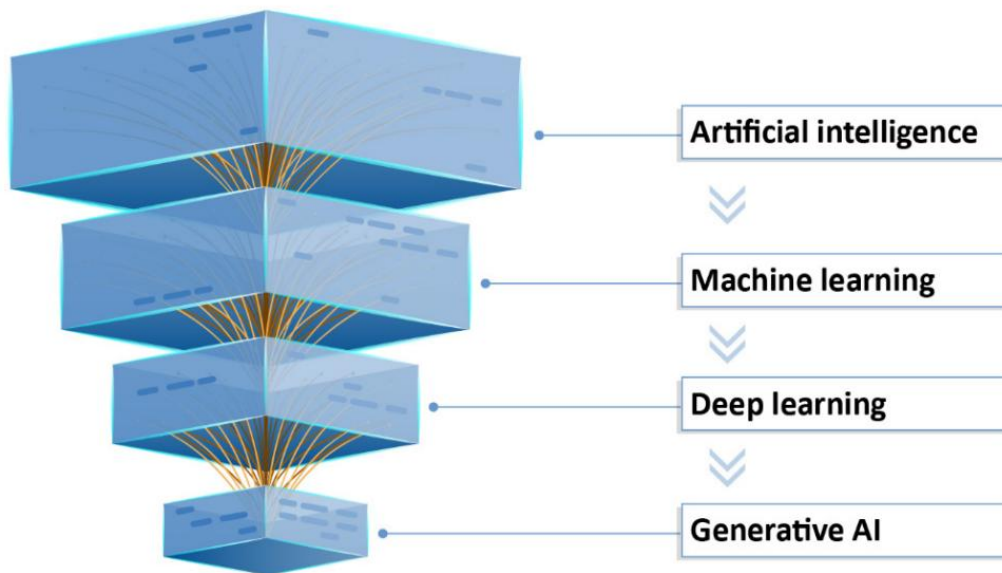 Artificial intelligence
Machine learning
Deep learning
Generative AI